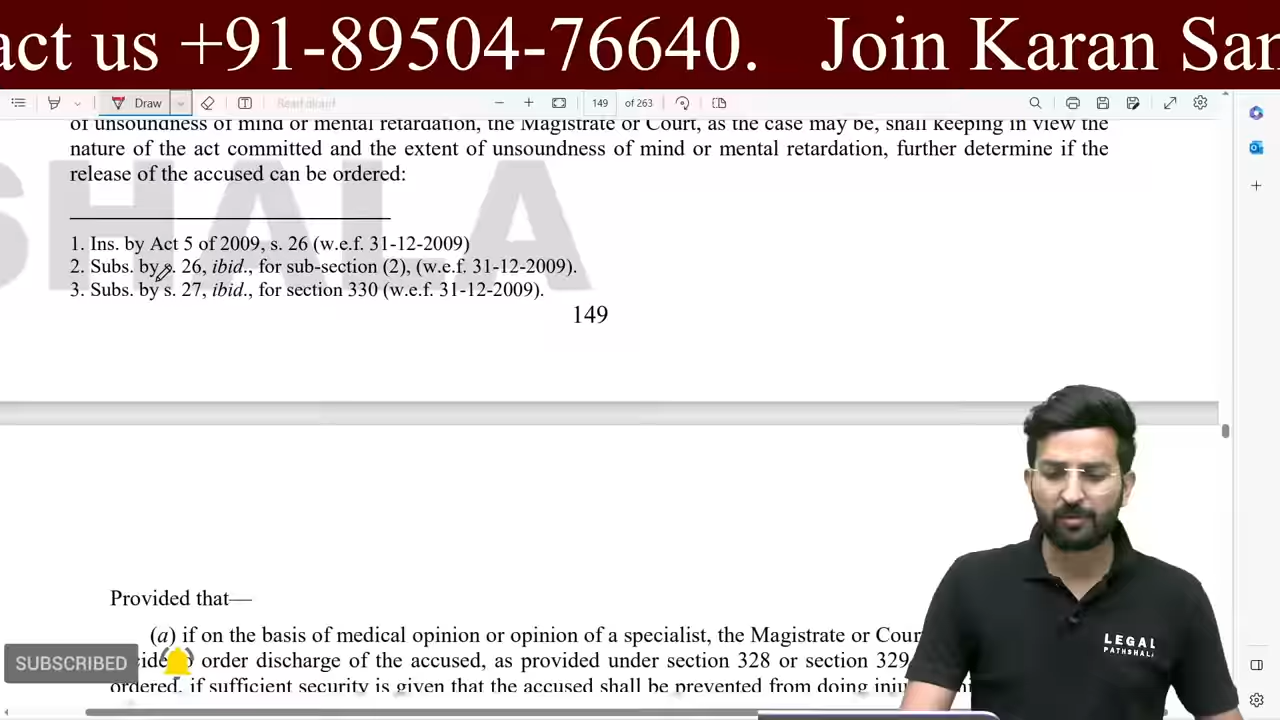 act us +91-89504-76640. Join Karan San
Draw
Read aloud
149 of 263
of unsoundness of mind or mental retardation, the Magistrate or Court, as the case may be, shall keeping in view the
nature of the act committed and the extent of unsoundness of mind or mental retardation, further determine if the
release of the accused can be ordered:
SHALA
1. Ins. by Act 5 of 2009, s. 26 (w.e.f. 31-12-2009)
2. Subs. by s. 26, ibid., for sub-section (2), (w.e.f. 31-12-2009).
3. Subs. by s. 27, ibid., for section 330 (w.e.f. 31-12-2009).
149
Provided that—
(a) if on the basis of medical opinion or opinion of a specialist, the Magistrate or Cour
order discharge of the accused, as provided under section 328 or section 329,
ordered, if sufficient security is given that the accused shall be prevented from doing inju
SUBSCRIBED
LEGAL
PATHSHALA